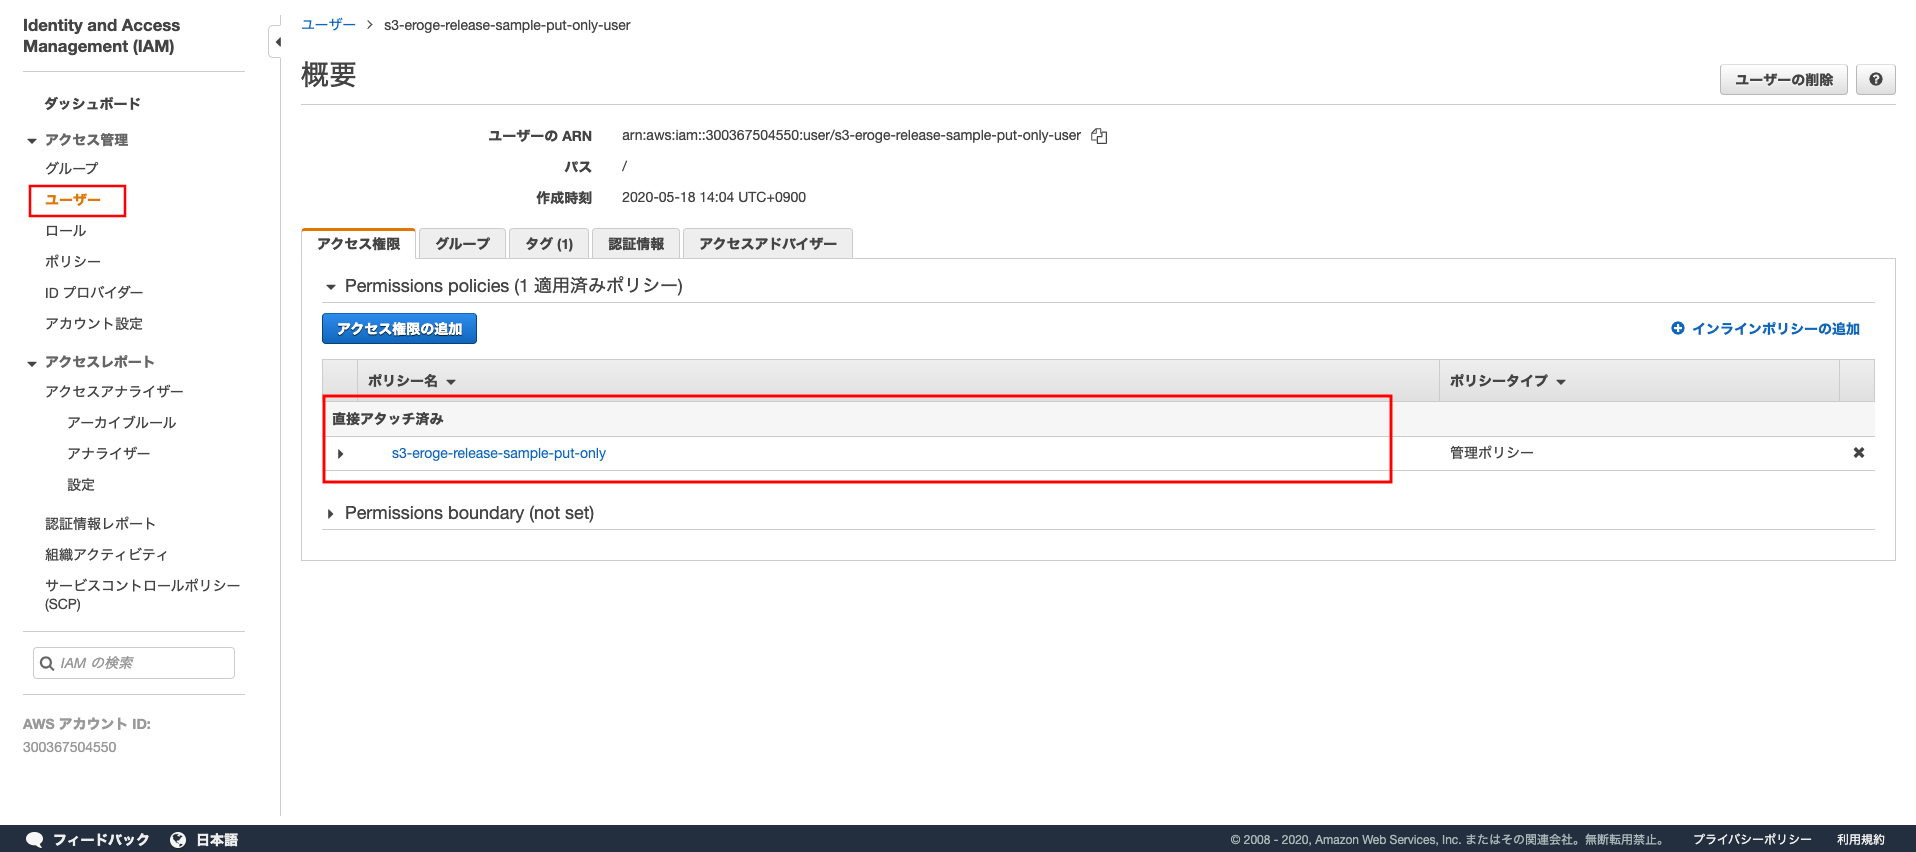 Identity and Access
Management (IAM)
ダッシュボード
アクセス管理
グループ
ユーザー
ロール
ポリシー
ID プロバイダー
アカウント設定
アクセスレポート
アクセスアナライザー
アーカイブルール
アナライザー
設定
認証情報レポート
組織アクティビティ
サービスコントロールポリシー
(SCP)
IAM の検索
AWS アカウント ID:
300367504550
ユーザー > s3-eroge-release-sample-put-only-user
概要
ユーザーの削除
ユーザーの ARN arn:aws:iam::300367504550:user/s3-eroge-release-sample-put-only-user
パス /
作成時刻 2020-05-18 14:04 UTC+0900
アクセス権限 グループ タグ (1) 認証情報 アクセスアドバイザー
Permissions policies (1 適用済みポリシー)
アクセス権限の追加 インラインポリシーの追加
ポリシー名 ポリシータイプ
直接アタッチ済み
s3-eroge-release-sample-put-only 管理ポリシー
Permissions boundary (not set)
フィードバック 日本語 © 2008 - 2020, Amazon Web Services, Inc. またはその関連会社。無断転用禁止。 プライバシーポリシー 利用規約